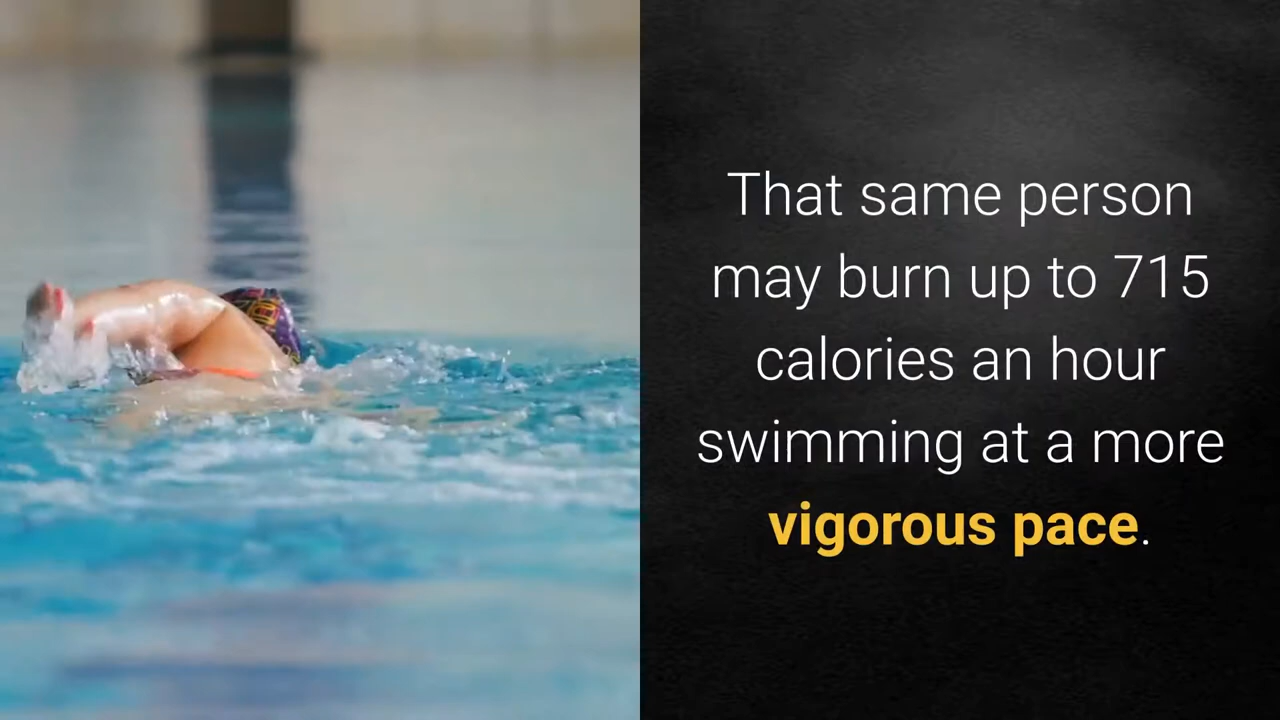 That same person
may burn up to 715
calories an hour
swimming at a more
vigorous pace.